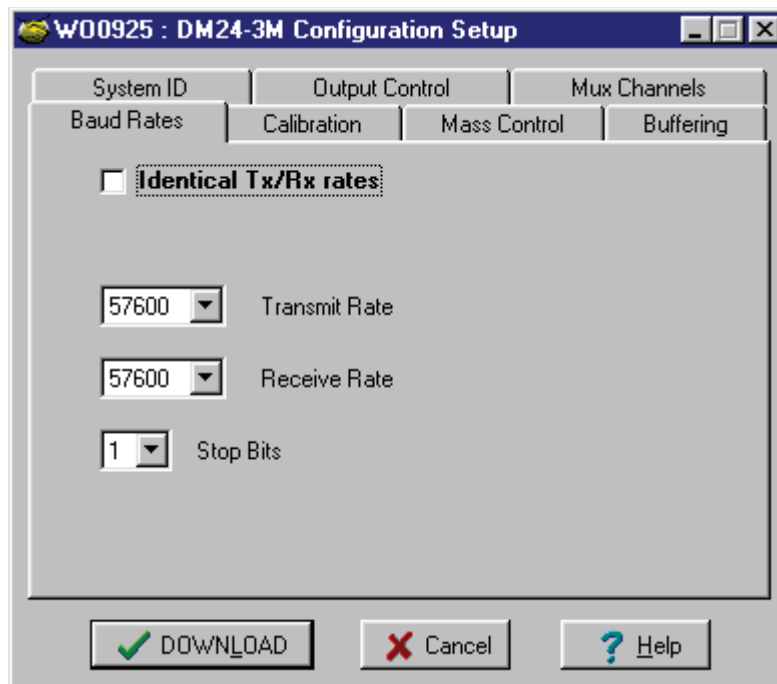 WO0925 : DM24-3M Configuration Setup
System ID
Output Control
Mux Channels
Baud Rates
Calibration
Mass Control
Buffering
Identical Tx/Rx rates
57600 Transmit Rate
57600 Receive Rate
1 Stop Bits
DOWNLOAD
Cancel
Help